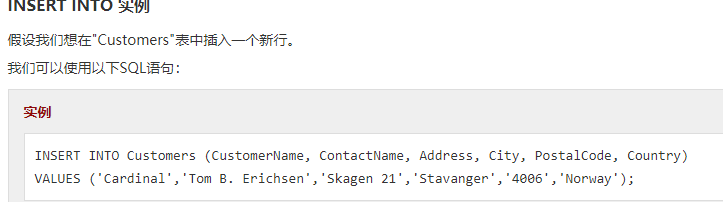 INSERT INTO 实例
假设我们想在"Customers"表中插入一个新行。
我们可以使用以下SQL语句：
实例
INSERT INTO Customers (CustomerName, ContactName, Address, City, PostalCode, Country)
VALUES ('Cardinal','Tom B. Erichsen','Skagen 21','Stavanger','4006','Norway');